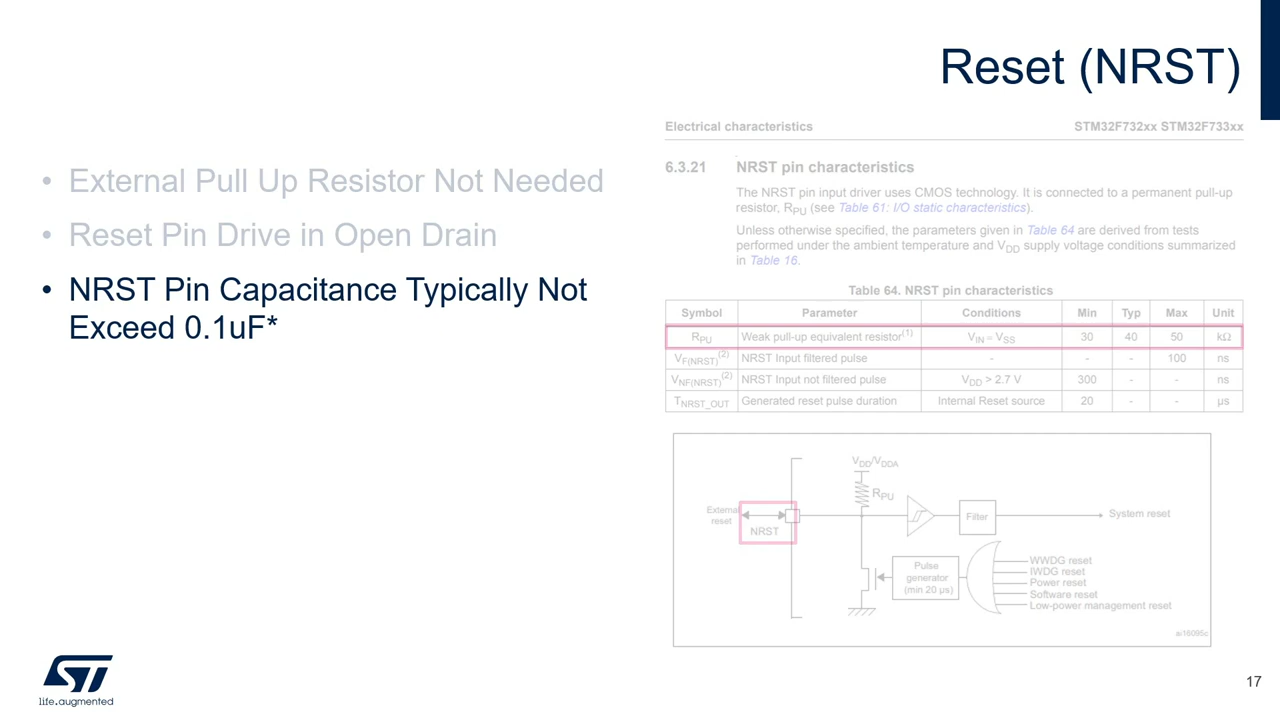 Reset (NRST)
• External Pull Up Resistor Not Needed
• Reset Pin Drive in Open Drain
• NRST Pin Capacitance Typically Not
Exceed 0.1uF*
Electrical characteristics STM32F732xx STM32F733xx
6.3.21 NRST pin characteristics
The NRST pin input driver uses CMOS technology. It is connected to a permanent pull-up
resistor, RPU (see Table 61: I/O static characteristics).
Unless otherwise specified, the parameters given in Table 64 are derived from tests
performed under the ambient temperature and VDD supply voltage conditions summarized
in Table 16.
Table 64. NRST pin characteristics
Symbol Parameter Conditions Min Typ Max Unit
RPU Weak pull-up equivalent resistor(1) VIN = VSS 30 40 50 kΩ
VF(NRST)(2) NRST Input filtered pulse - - - 100 ns
VNF(NRST)(2) NRST Input not filtered pulse VDD > 2.7 V 300 - - ns
TNRST_OUT Generated reset pulse duration Internal Reset source 20 - - µs
VDD/VDDA
RPU
External
reset
NRST
Filter
System reset
Pulse
generator
(min 20 µs)
WWDG reset
IWDG reset
Power reset
Software reset
Low-power management reset
ai16095c
ST
life.augmented
17